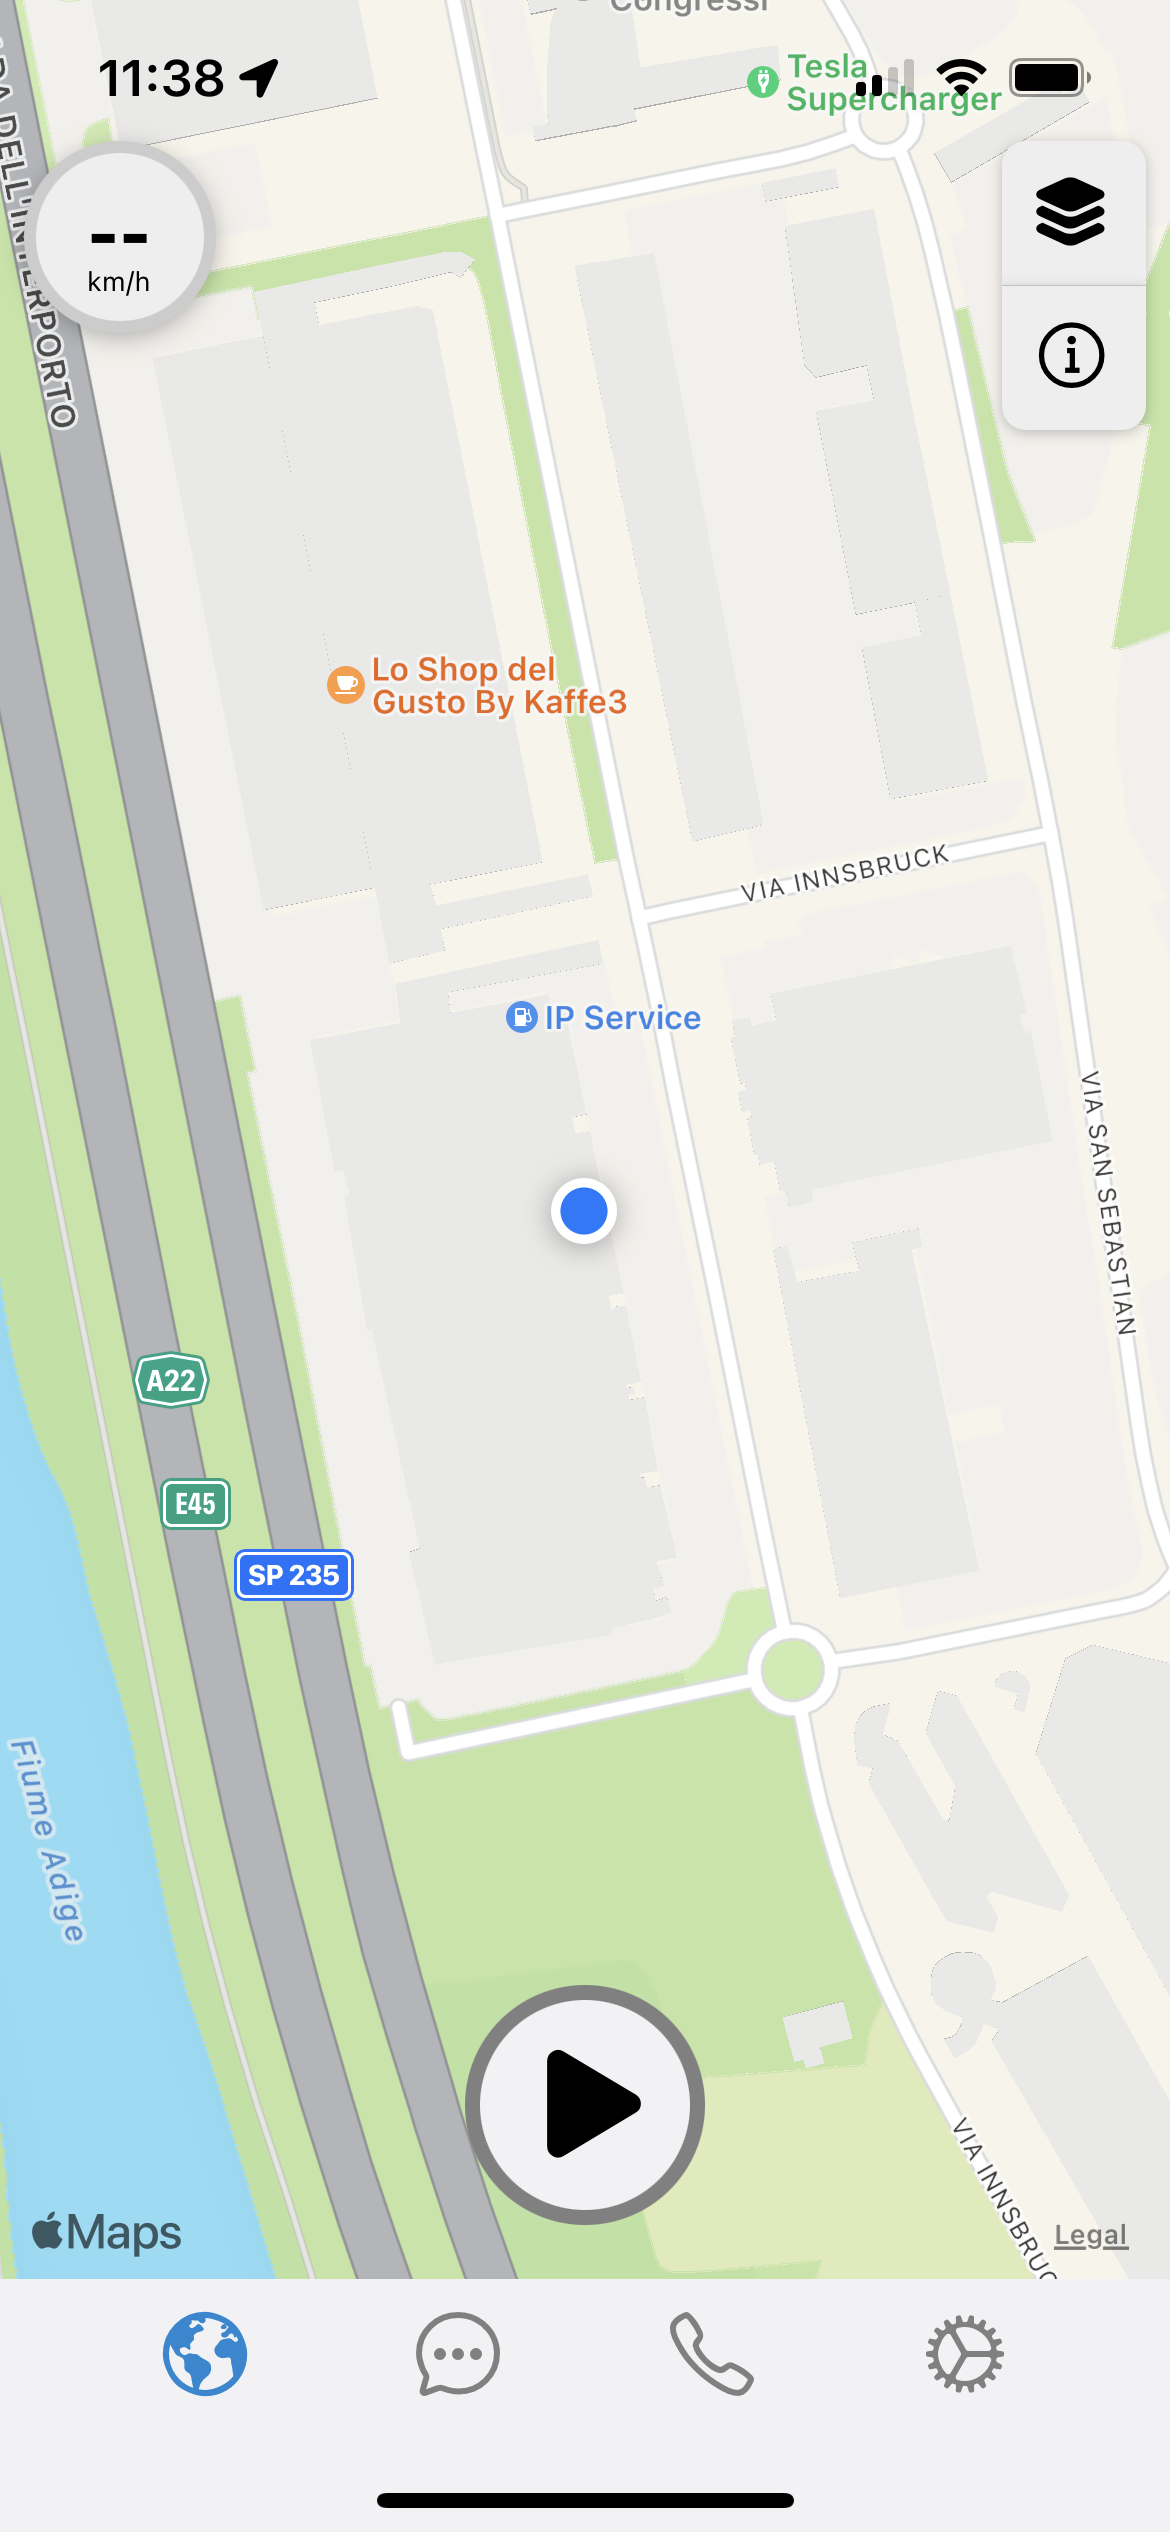 Congressi
11:38
Tesla
Supercharger
DELL'INTERPORTO
--
km/h
Lo Shop del
Gusto By Kaffe3
VIA INNSBRUCK
IP Service
VIA SAN SEBASTIAN
A22
E45
SP 235
Fiume Adige
VIA INNSBRUC
Maps
Legal